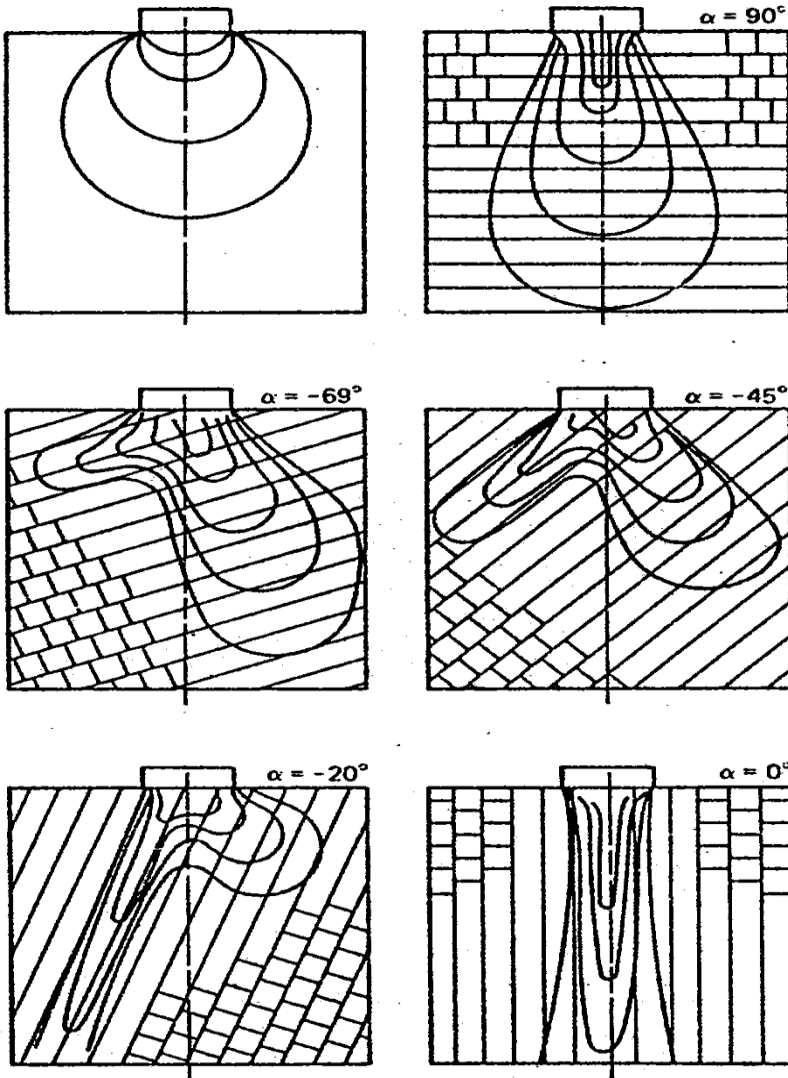 α = 90°
α = -69°
α = -45°
α = -20°
α = 0°